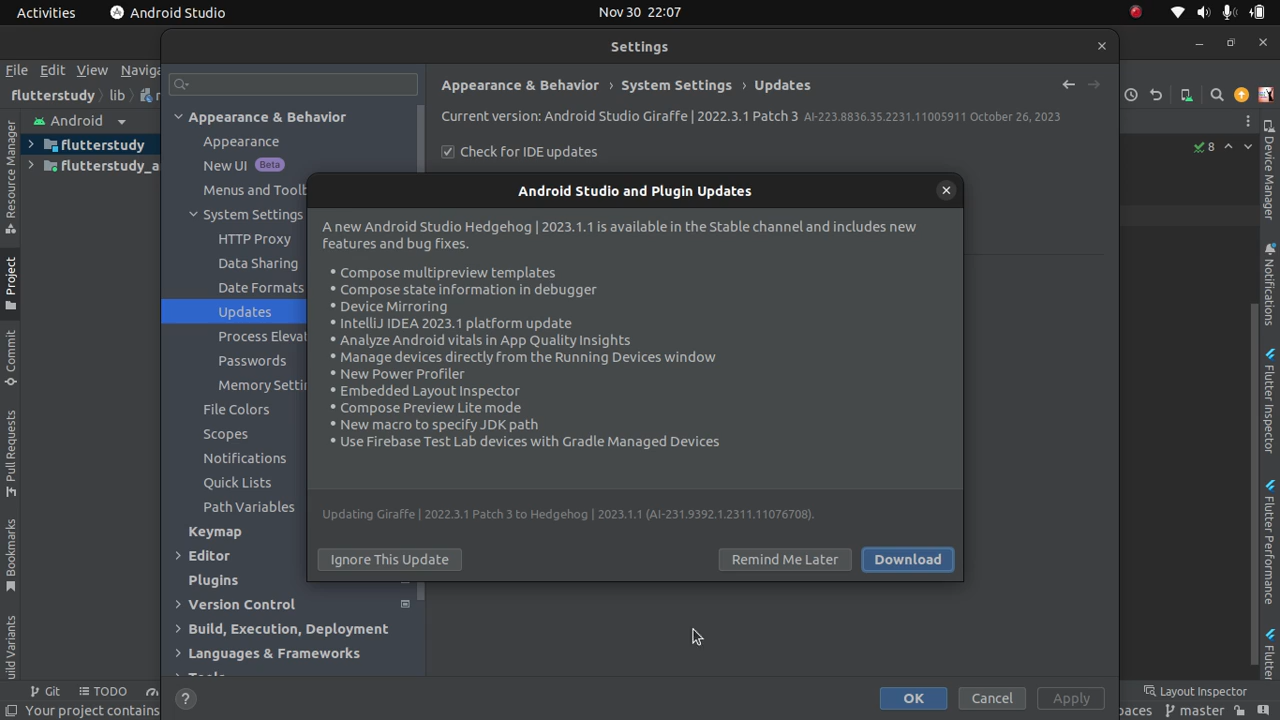 Activities
Android Studio
Nov 30 22:07
Settings
File Edit View Naviga
flutterstudy lib
Android
flutterstudy
flutterstudy_a
Resource Manager
Project
Commit
Pull Requests
Bookmarks
uild Variants
Appearance & Behavior
Appearance
New UI Beta
Menus and Toolb
System Settings
HTTP Proxy
Data Sharing
Date Formats
Updates
Process Elevat
Passwords
Memory Setti
File Colors
Scopes
Notifications
Quick Lists
Path Variables
Keymap
Editor
Plugins
Version Control
Build, Execution, Deployment
Languages & Frameworks
Appearance & Behavior › System Settings › Updates
Current version: Android Studio Giraffe | 2022.3.1 Patch 3 AI-223.8836.35.2231.11005911 October 26, 2023
Check for IDE updates
Android Studio and Plugin Updates
A new Android Studio Hedgehog | 2023.1.1 is available in the Stable channel and includes new
features and bug fixes.
• Compose multipreview templates
• Compose state information in debugger
• Device Mirroring
• IntelliJ IDEA 2023.1 platform update
• Analyze Android vitals in App Quality Insights
• Manage devices directly from the Running Devices window
• New Power Profiler
• Embedded Layout Inspector
• Compose Preview Lite mode
• New macro to specify JDK path
• Use Firebase Test Lab devices with Gradle Managed Devices
Updating Giraffe | 2022.3.1 Patch 3 to Hedgehog | 2023.1.1 (AI-231.9392.1.2311.11076708).
Ignore This Update
Remind Me Later
Download
?
OK
Cancel
Apply
8
Device Manager
Notifications
Flutter Inspector
Flutter Performance
Flutter
Git
TODO
Layout Inspector
Your project contains
paces
master